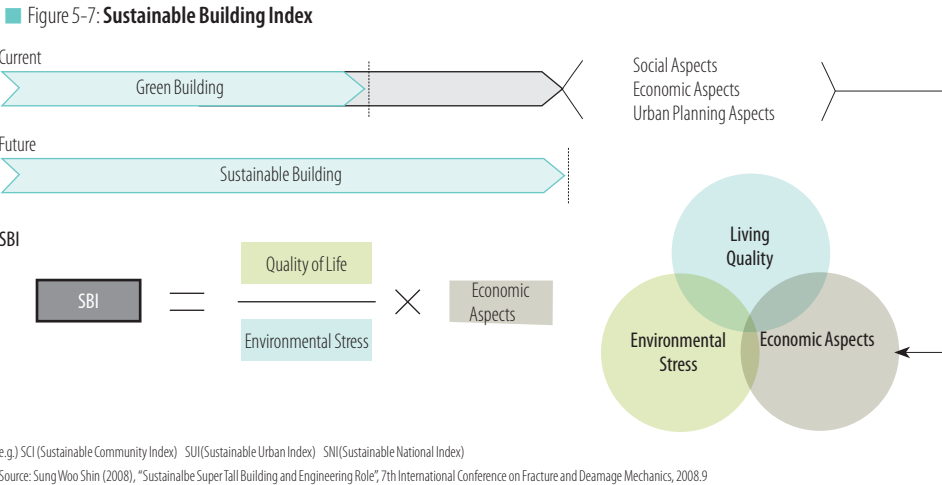 Figure 5-7: Sustainable Building Index
Current
Green Building
Social Aspects
Economic Aspects
Urban Planning Aspects
Future
Sustainable Building
SBI
SBI
Quality of Life
Environmental Stress
Economic
Aspects
Living
Quality
Environmental
Stress
Economic Aspects
e.g.) SCI (Sustainable Community Index) SUI(Sustainable Urban Index) SNI(Sustainable National Index)
Source: Sung Woo Shin (2008), “Sustainalbe Super Tall Building and Engineering Role”, 7th International Conference on Fracture and Deamage Mechanics, 2008.9